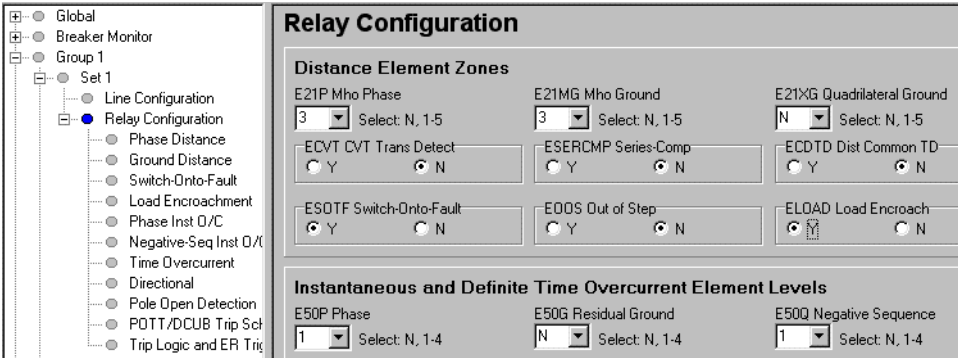 Global
Breaker Monitor
Group 1
Set 1
Line Configuration
Relay Configuration
Phase Distance
Ground Distance
Switch-Onto-Fault
Load Encroachment
Phase Inst O/C
Negative-Seq Inst O/(
Time Overcurrent
Directional
Pole Open Detection
POTT/DCUB Trip Scl
Trip Logic and ER Trig
Relay Configuration
Distance Element Zones
E21P Mho Phase E21MG Mho Ground E21XG Quadrilateral Ground
3 Select: N, 1-5 3 Select: N, 1-5 N Select: N, 1-5
ECVT CVT Trans Detect ESERCMP Series-Comp ECDTD Dist Common TD
Y N Y N Y N
ESOTF Switch-Onto-Fault EOOS Out of Step ELOAD Load Encroach
Y N Y N Y N
Instantaneous and Definite Time Overcurrent Element Levels
E50P Phase E50G Residual Ground E50Q Negative Sequence
1 Select: N, 1-4 N Select: N, 1-4 1 Select: N, 1-4